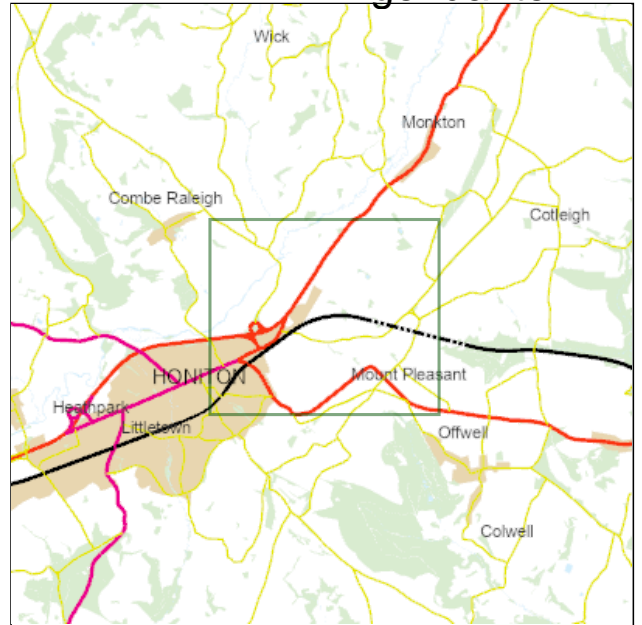 Wick
Monkton
Combe Raleigh
Cotleigh
HONITON
Mount Pleasant
Heathpark
Littletown
Offwell
Colwell